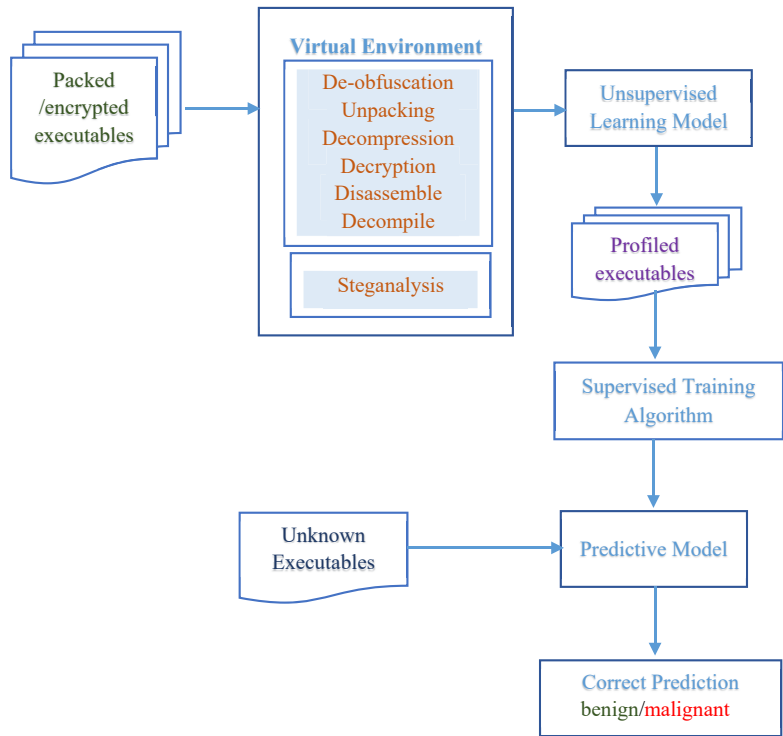 Packed
/encrypted
executables
Virtual Environment
De-obfuscation
Unpacking
Decompression
Decryption
Disassemble
Decompile
Steganalysis
Unsupervised
Learning Model
Profiled
executables
Supervised Training
Algorithm
Unknown
Executables
Predictive Model
Correct Prediction
benign/malignant